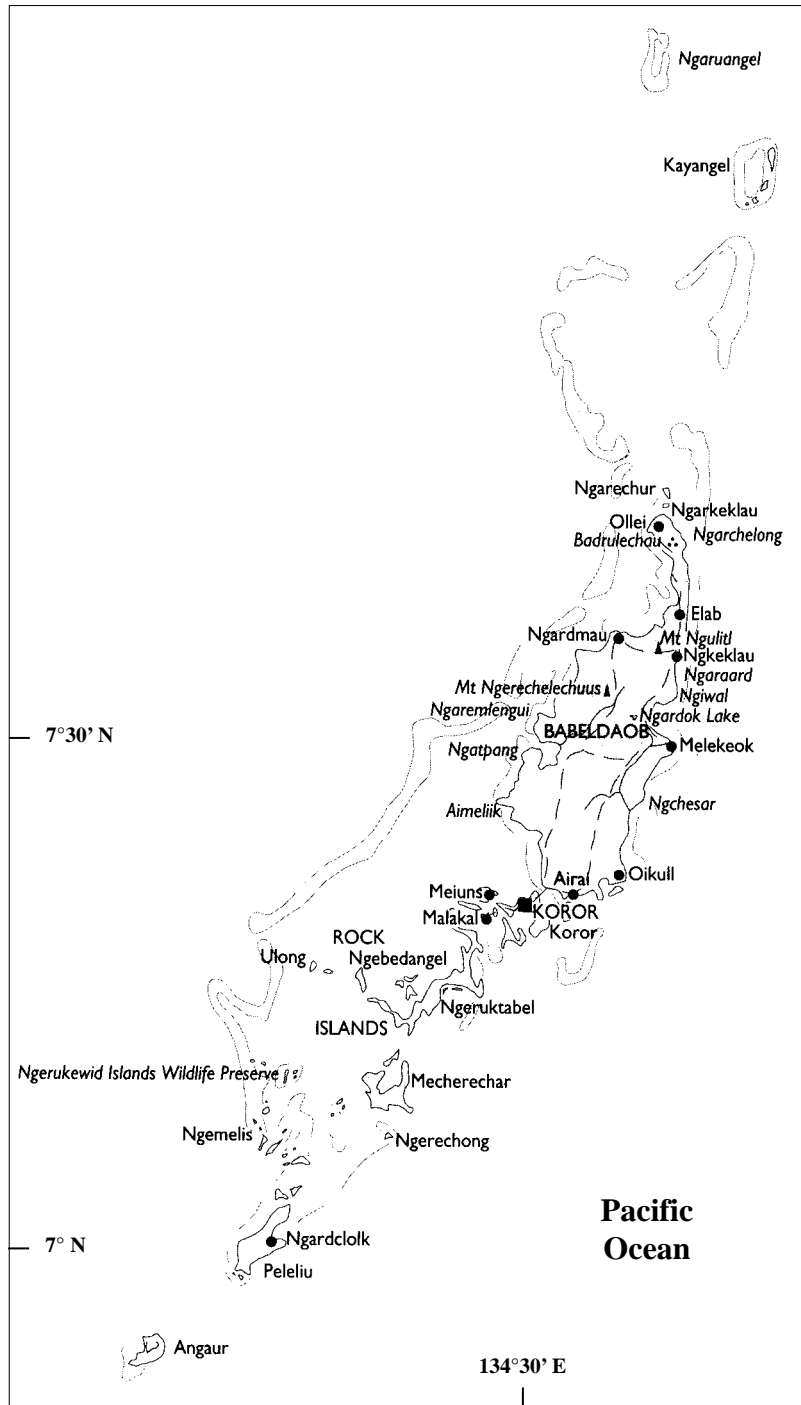 Ngaruangel
Kayangel
Ngarechur
Ngarkeklau
Ollei
Ngarchelong
Badrulechau
Elab
Ngardmau
Mt Ngulitl
Ngkeklau
Ngaraard
Mt Ngerechelechuus
Ngiwal
Ngaremlengui
Ngardok Lake
7°30' N
BABELDAOB
Ngatpang
Melekeok
Aimeliik
Ngchesar
Airai
Oikull
Meiuns
KOROR
Malakal
Koror
ROCK
Ulong
Ngebedangel
Ngeruktabel
ISLANDS
Ngerukewid Islands Wildlife Preserve
Mecherechar
Ngemelis
Ngerechong
Pacific
Ocean
7° N
Ngardclolk
Peleliu
Angaur
134°30' E